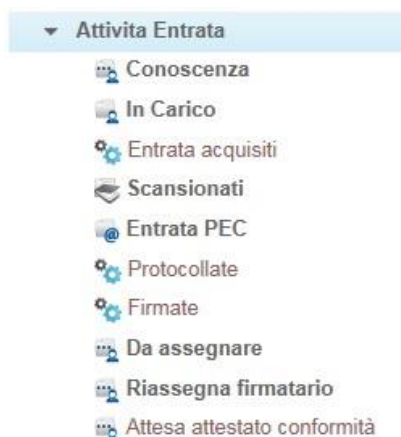 Attivita Entrata
Conoscenza
In Carico
Entrata acquisiti
Scansionati
Entrata PEC
Protocollate
Firmate
Da assegnare
Riassegna firmatario
Attesa attestato conformità